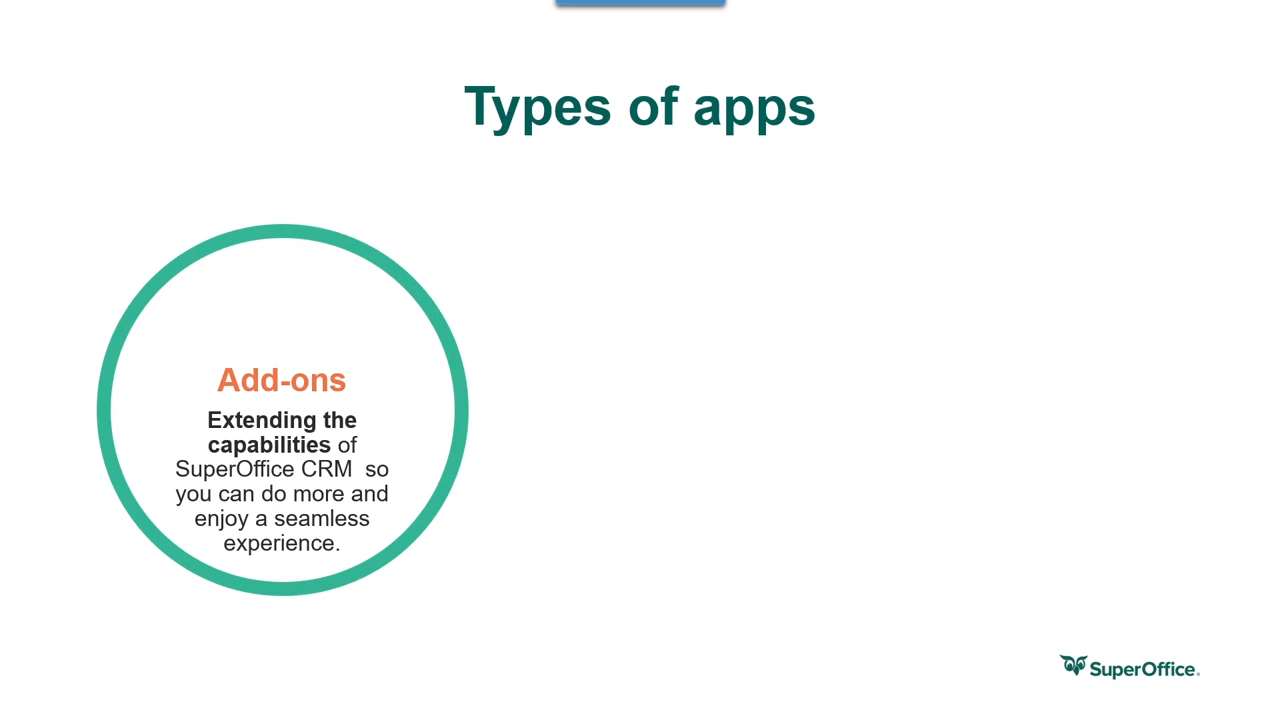 Types of apps
Add-ons
Extending the
capabilities of
SuperOffice CRM  so
you can do more and
enjoy a seamless
experience.
SuperOffice.